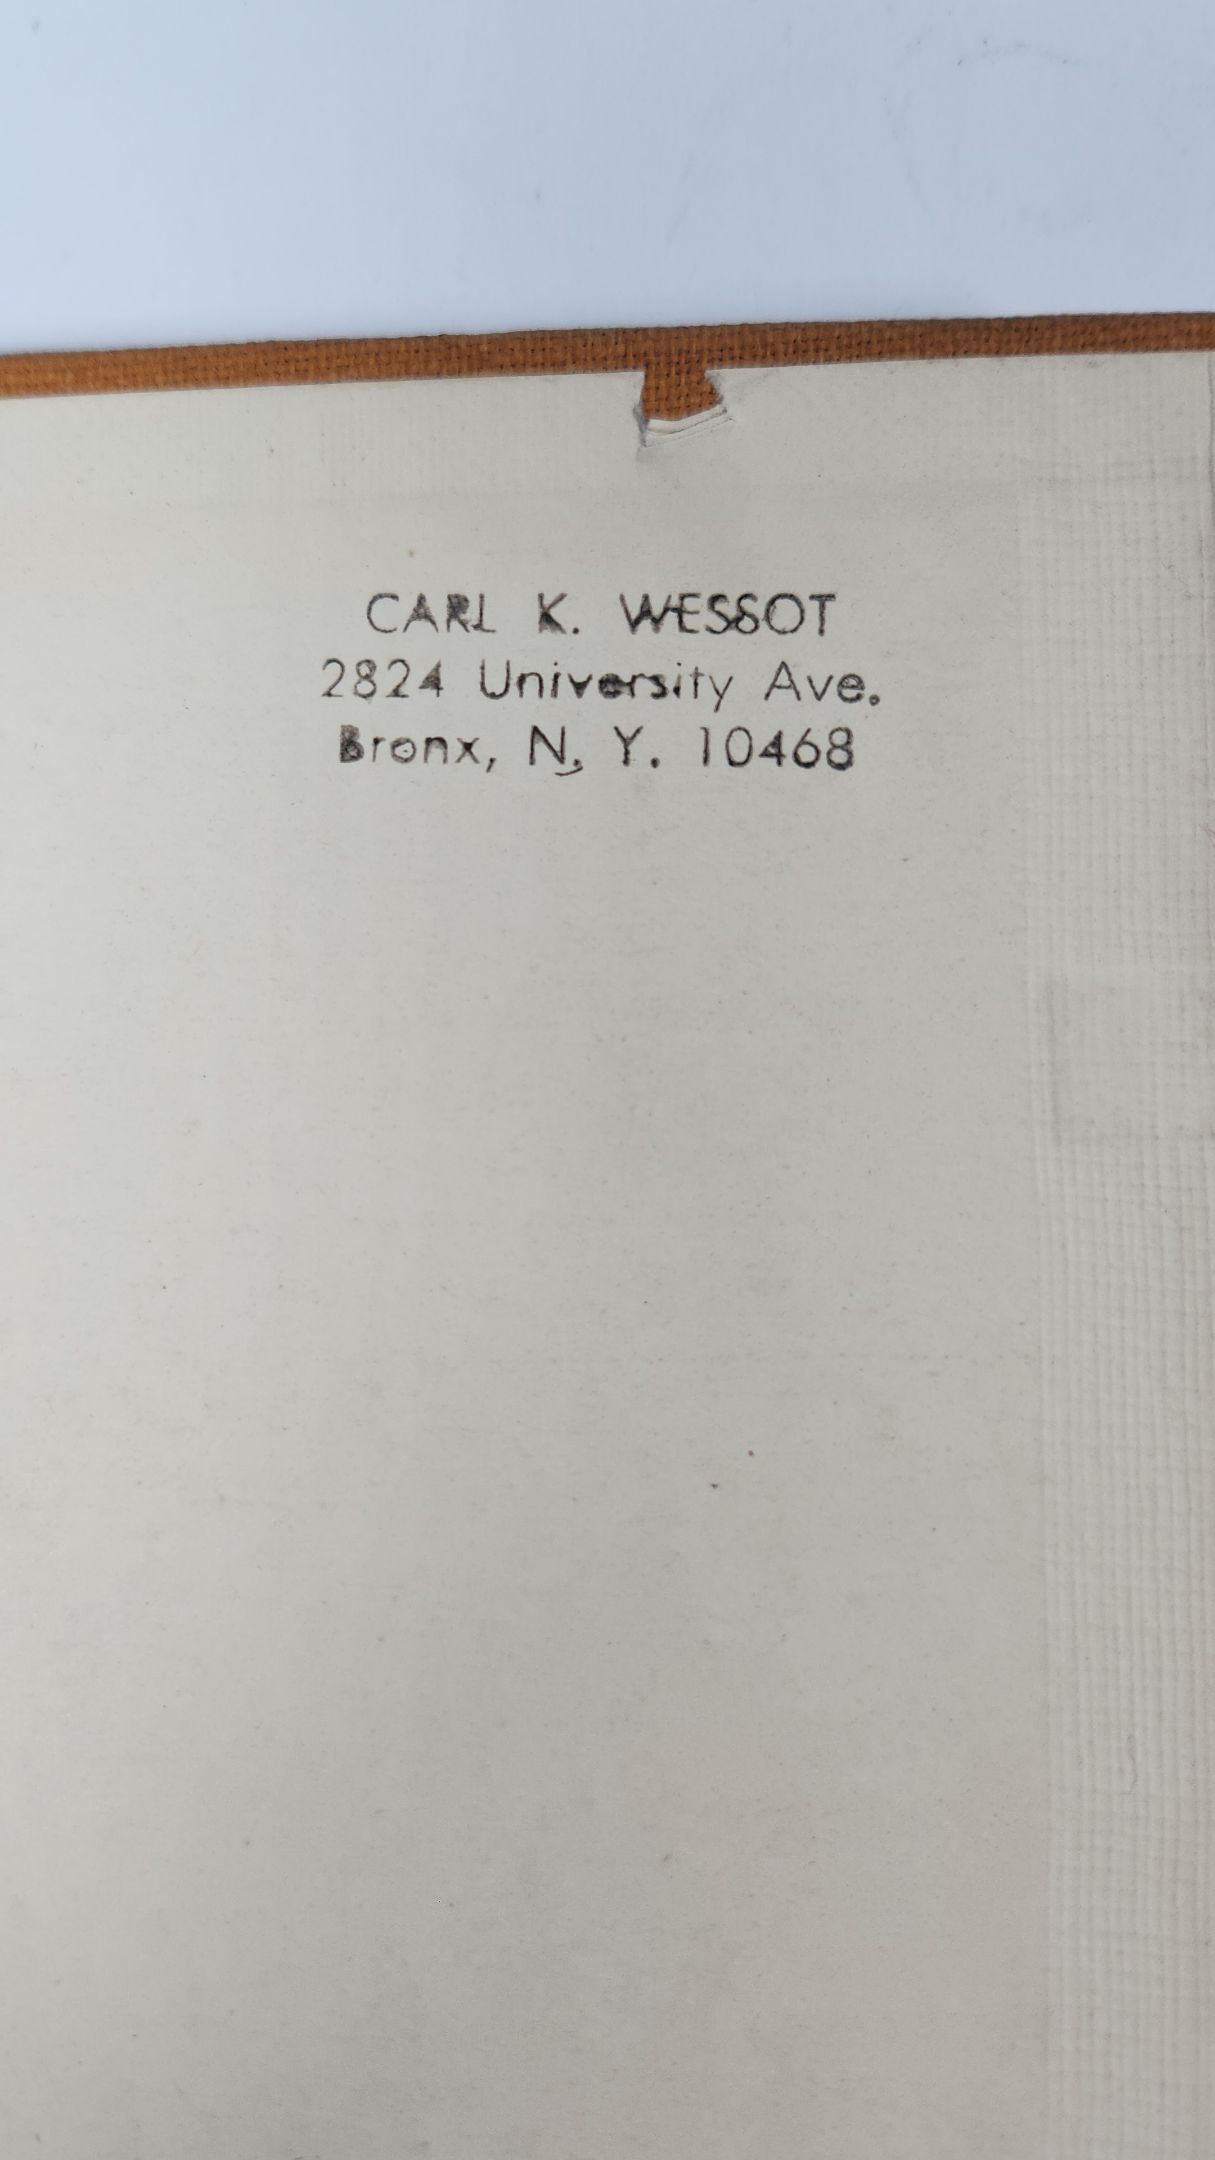 CARL K. WESSOT
2824 University Ave.
Bronx, N. Y. 10468